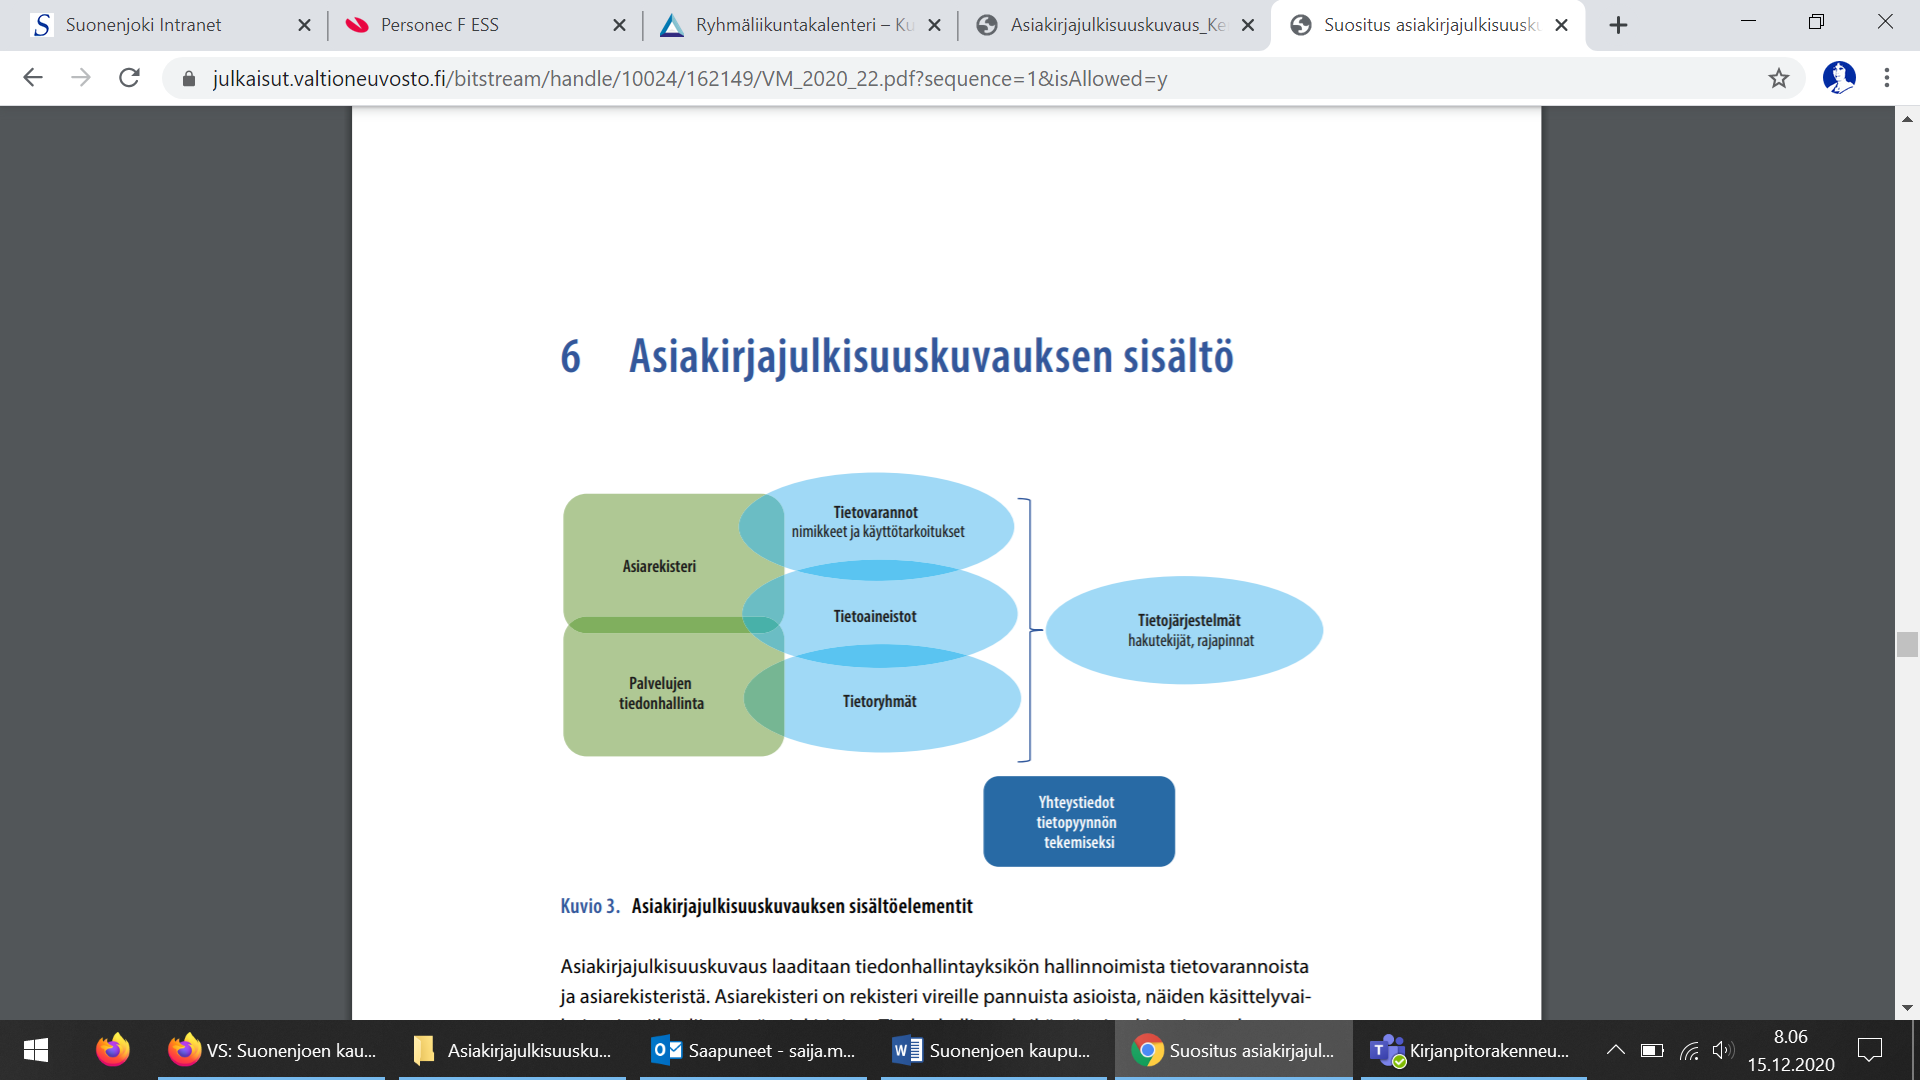 Suonenjoki Intranet
Personec F ESS
Ryhmäliikuntakalenteri – Ku
Asiakirjajulkisuuskuvaus_Ke
Suositus asiakirjajulkisuusku
julkaisut.valtioneuvosto.fi/bitstream/handle/10024/162149/VM_2020_22.pdf?sequence=1&isAllowed=y
6 Asiakirjajulkisuuskuvauksen sisältö
Asiarekisteri
Palvelujen
tiedonhallinta
Tietovarannot
nimikkeet ja käyttötarkoitukset
Tietoaineistot
Tietoryhmät
Tietojärjestelmät
hakutekijät, rajapinnat
Yhteystiedot
tietopyynnön
tekemiseksi
Kuvio 3. Asiakirjajulkisuuskuvauksen sisältöelementit
Asiakirjajulkisuuskuvaus laaditaan tiedonhallintayksikön hallinnoimista tietovarannoista
ja asiarekisteristä. Asiarekisteri on rekisteri vireille pannuista asioista, näiden käsittelyvai-
VS: Suonenjoen kau...
Asiakirjajulkisuusku...
Saapuneet - saija.m...
Suonenjoen kaupu...
Suositus asiakirjajul...
Kirjanpitorakenneu...
8.06
15.12.2020